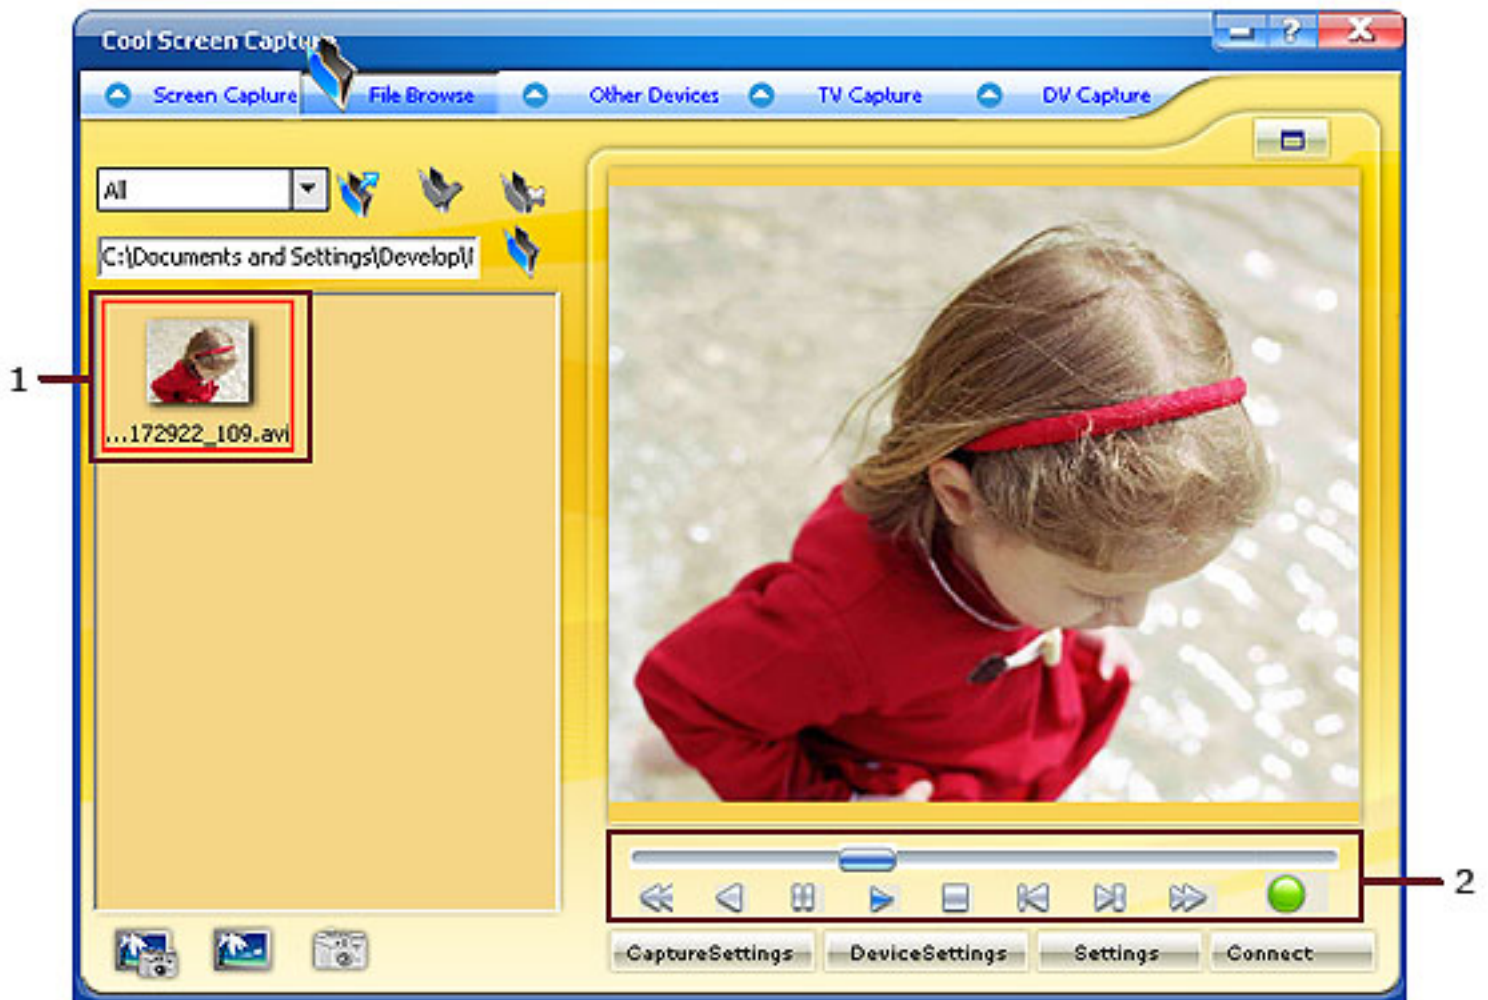 Cool Screen Capture
?
X
Screen Capture
File Browse
Other Devices
TV Capture
DV Capture
All
C:\Documents and Settings\Develop\
1
...172922_109.avi
2
CaptureSettings
DeviceSettings
Settings
Connect